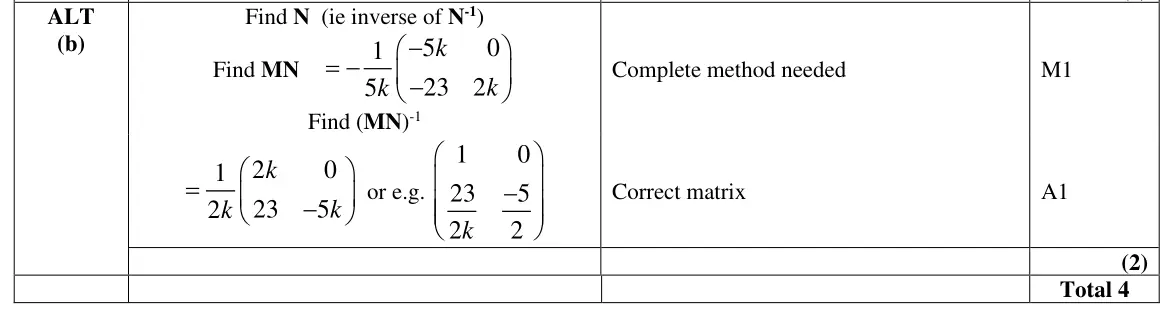 ALT
(b)
Find N (ie inverse of N⁻¹)
Find MN = −1/(5k) ( −5k 0 ; −23 2k )
Complete method needed
M1
Find (MN)⁻¹
= 1/(2k) ( 2k 0 ; 23 −5k ) or e.g. ( 1 0 ; 23/(2k) −5/2 )
Correct matrix
A1
(2)
Total 4